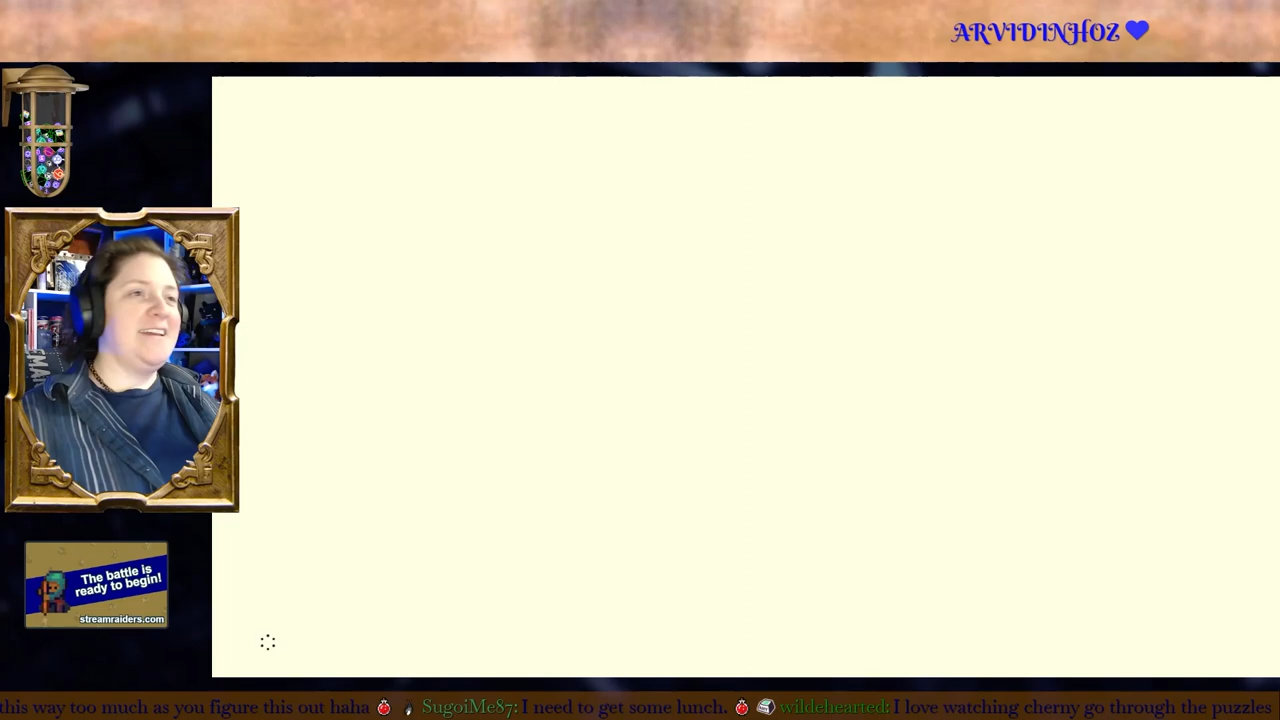 ARVIDINHOZ
MAN
The battle is
ready to begin!
streamraiders.com
this way too much as you figure this out haha SugoiMe87: I need to get some lunch. wildehearted: I love watching cherny go through the puzzles